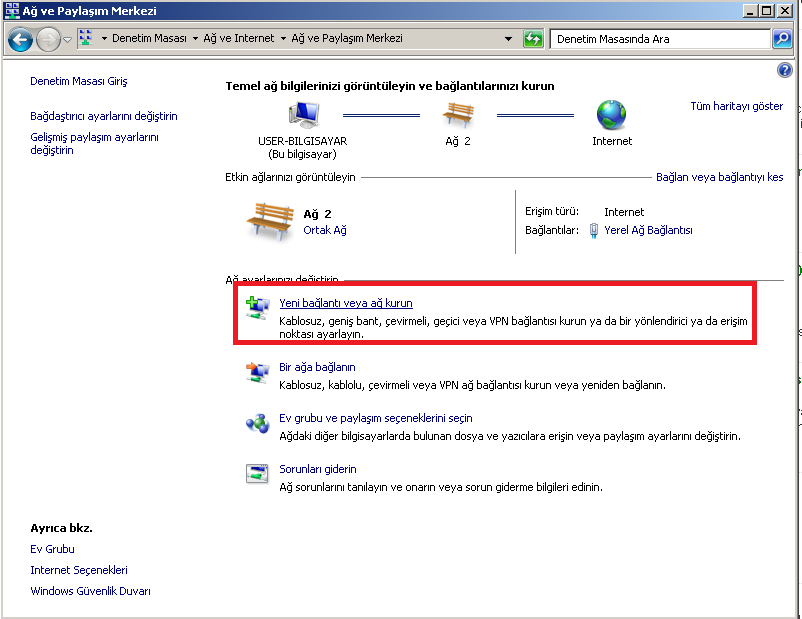 Ağ ve Paylaşım Merkezi
Denetim Masası Ağ ve Internet Ağ ve Paylaşım Merkezi Denetim Masasında Ara
Denetim Masası Giriş
Bağdaştırıcı ayarlarını değiştirin
Gelişmiş paylaşım ayarlarını
değiştirin
Temel ağ bilgilerinizi görüntüleyin ve bağlantılarınızı kurun
Tüm haritayı göster
USER-BILGISAYAR
(Bu bilgisayar)
Ağ 2
Internet
Etkin ağlarınızı görüntüleyin
Bağlan veya bağlantıyı kes
Ağ 2
Ortak Ağ
Erişim türü: Internet
Bağlantılar: Yerel Ağ Bağlantısı
Ağ ayarlarınızı değiştirin
Yeni bağlantı veya ağ kurun
Kablosuz, geniş bant, çevirmeli, geçici veya VPN bağlantısı kurun ya da bir yönlendirici ya da erişim
noktası ayarlayın.
Bir ağa bağlanın
Kablosuz, kablolu, çevirmeli veya VPN ağ bağlantısı kurun veya yeniden bağlanın.
Ev grubu ve paylaşım seçeneklerini seçin
Ağdaki diğer bilgisayarlarda bulunan dosya ve yazıcılara erişin veya paylaşım ayarlarını değiştirin.
Sorunları giderin
Ağ sorunlarını tanılayın ve onarın veya sorun giderme bilgileri edinin.
Ayrıca bkz.
Ev Grubu
Internet Seçenekleri
Windows Güvenlik Duvarı